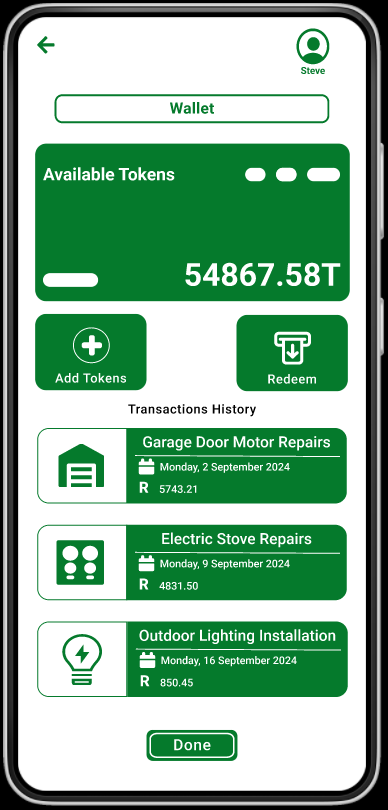 Steve
Wallet
Available Tokens
54867.58T
Add Tokens
Redeem
Transactions History
Garage Door Motor Repairs
Monday, 2 September 2024
R 5743.21
Electric Stove Repairs
Monday, 9 September 2024
R 4831.50
Outdoor Lighting Installation
Monday, 16 September 2024
R 850.45
Done